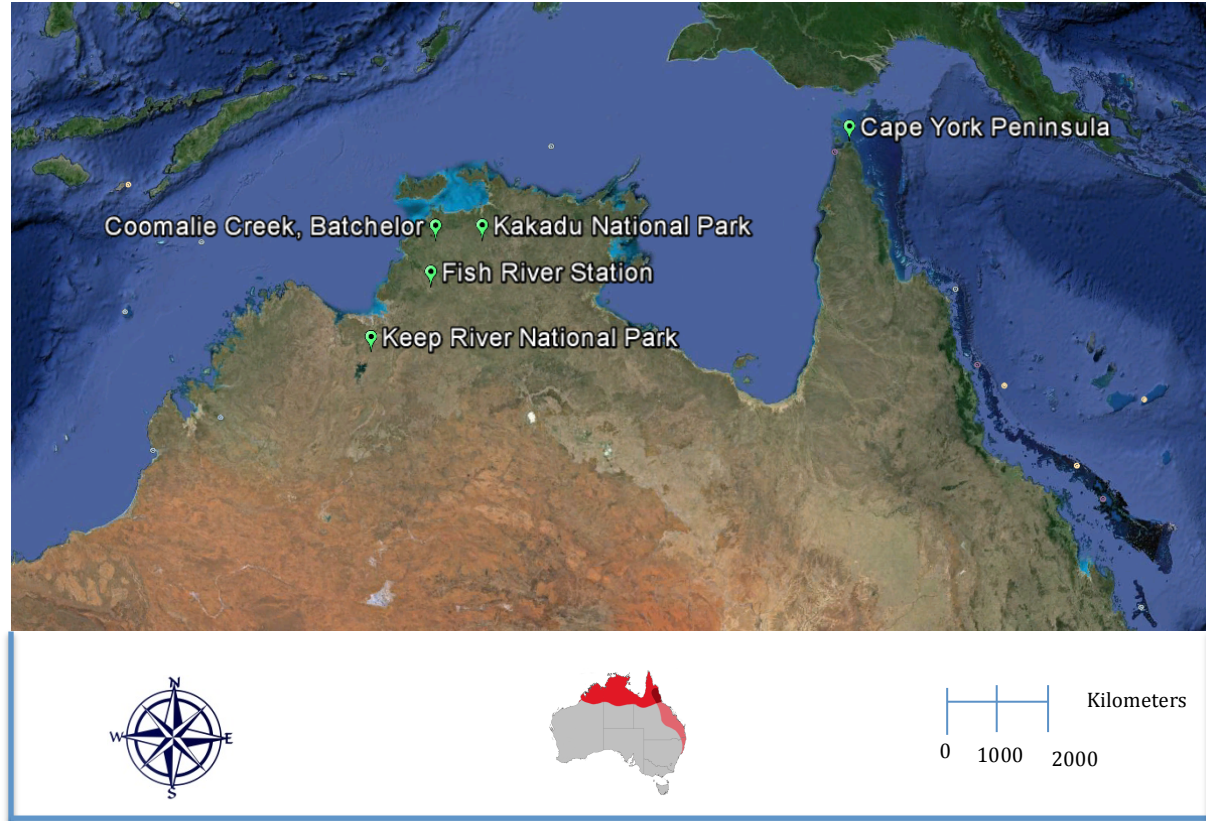 Cape York Peninsula
Coomalie Creek, Batchelor
Kakadu National Park
Fish River Station
Keep River National Park
N
W
E
S
Kilometers
0
1000
2000